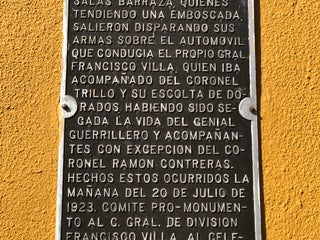 SALAS BARRAZA, QUIENES
TENDIENDO UNA EMBOSCADA,
SALIERON DISPARANDO SUS
ARMAS SOBRE EL AUTOMOVIL
QUE CONDUCIA EL PROPIO GRAL.
FRANCISCO VILLA, QUIEN IBA
ACOMPAÑADO DEL CORONEL
TRILLO Y SU ESCOLTA DE DO-
RADOS, HABIENDO SIDO SE-
GADA LA VIDA DEL GENIAL
GUERRILLERO Y ACOMPAÑAN-
TES CON EXCEPCION DEL CO-
RONEL RAMON CONTRERAS.
HECHOS ESTOS OCURRIDOS LA
MAÑANA DEL 20 DE JULIO DE
1923. COMITE PRO-MONUMEN-
TO AL C. GRAL. DE DIVISION
FRANCISCO VILLA, AL CELE-